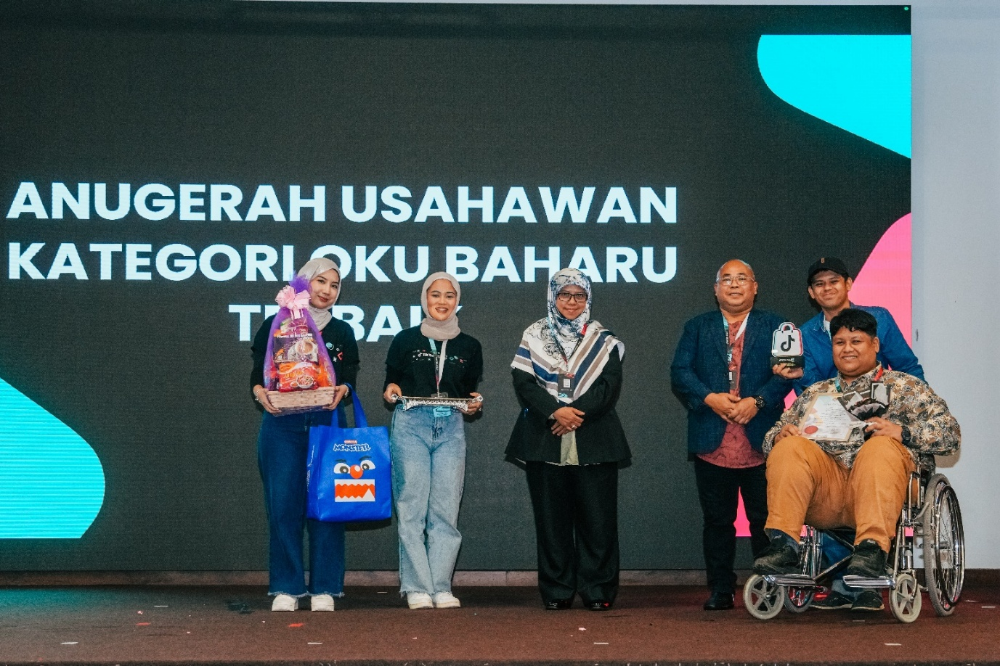 ANUGERAH USAHAWAN
KATEGORI OKU BAHARU
MONSTER